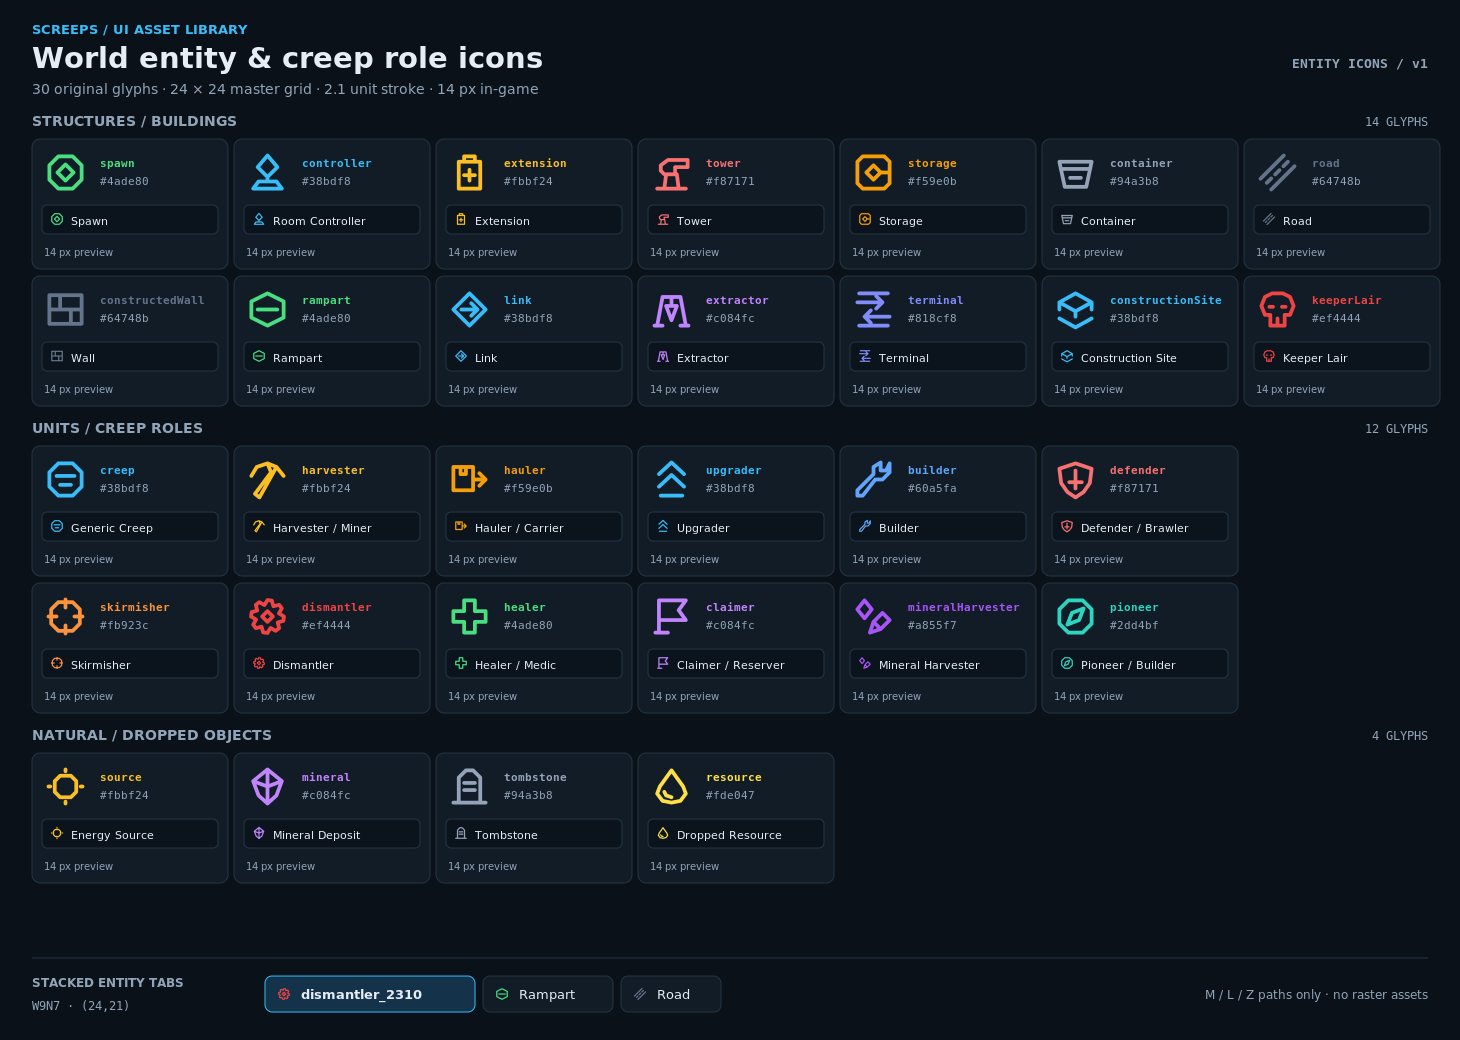 SCREEPS / UI ASSET LIBRARY
World entity & creep role icons
ENTITY ICONS / v1
30 original glyphs · 24 × 24 master grid · 2.1 unit stroke · 14 px in-game
STRUCTURES / BUILDINGS
14 GLYPHS
spawn
#4ade80
Spawn
14 px preview
controller
#38bdf8
Room Controller
14 px preview
extension
#fbbf24
Extension
14 px preview
tower
#f87171
Tower
14 px preview
storage
#f59e0b
Storage
14 px preview
container
#94a3b8
Container
14 px preview
road
#64748b
Road
14 px preview
constructedWall
#64748b
Wall
14 px preview
rampart
#4ade80
Rampart
14 px preview
link
#38bdf8
Link
14 px preview
extractor
#c084fc
Extractor
14 px preview
terminal
#818cf8
Terminal
14 px preview
constructionSite
#38bdf8
Construction Site
14 px preview
keeperLair
#ef4444
Keeper Lair
14 px preview
UNITS / CREEP ROLES
12 GLYPHS
creep
#38bdf8
Generic Creep
14 px preview
harvester
#fbbf24
Harvester / Miner
14 px preview
hauler
#f59e0b
Hauler / Carrier
14 px preview
upgrader
#38bdf8
Upgrader
14 px preview
builder
#60a5fa
Builder
14 px preview
defender
#f87171
Defender / Brawler
14 px preview
skirmisher
#fb923c
Skirmisher
14 px preview
dismantler
#ef4444
Dismantler
14 px preview
healer
#4ade80
Healer / Medic
14 px preview
claimer
#c084fc
Claimer / Reserver
14 px preview
mineralHarvester
#a855f7
Mineral Harvester
14 px preview
pioneer
#2dd4bf
Pioneer / Builder
14 px preview
NATURAL / DROPPED OBJECTS
4 GLYPHS
source
#fbbf24
Energy Source
14 px preview
mineral
#c084fc
Mineral Deposit
14 px preview
tombstone
#94a3b8
Tombstone
14 px preview
resource
#fde047
Dropped Resource
14 px preview
STACKED ENTITY TABS
W9N7 · (24,21)
dismantler_2310
Rampart
Road
M / L / Z paths only · no raster assets